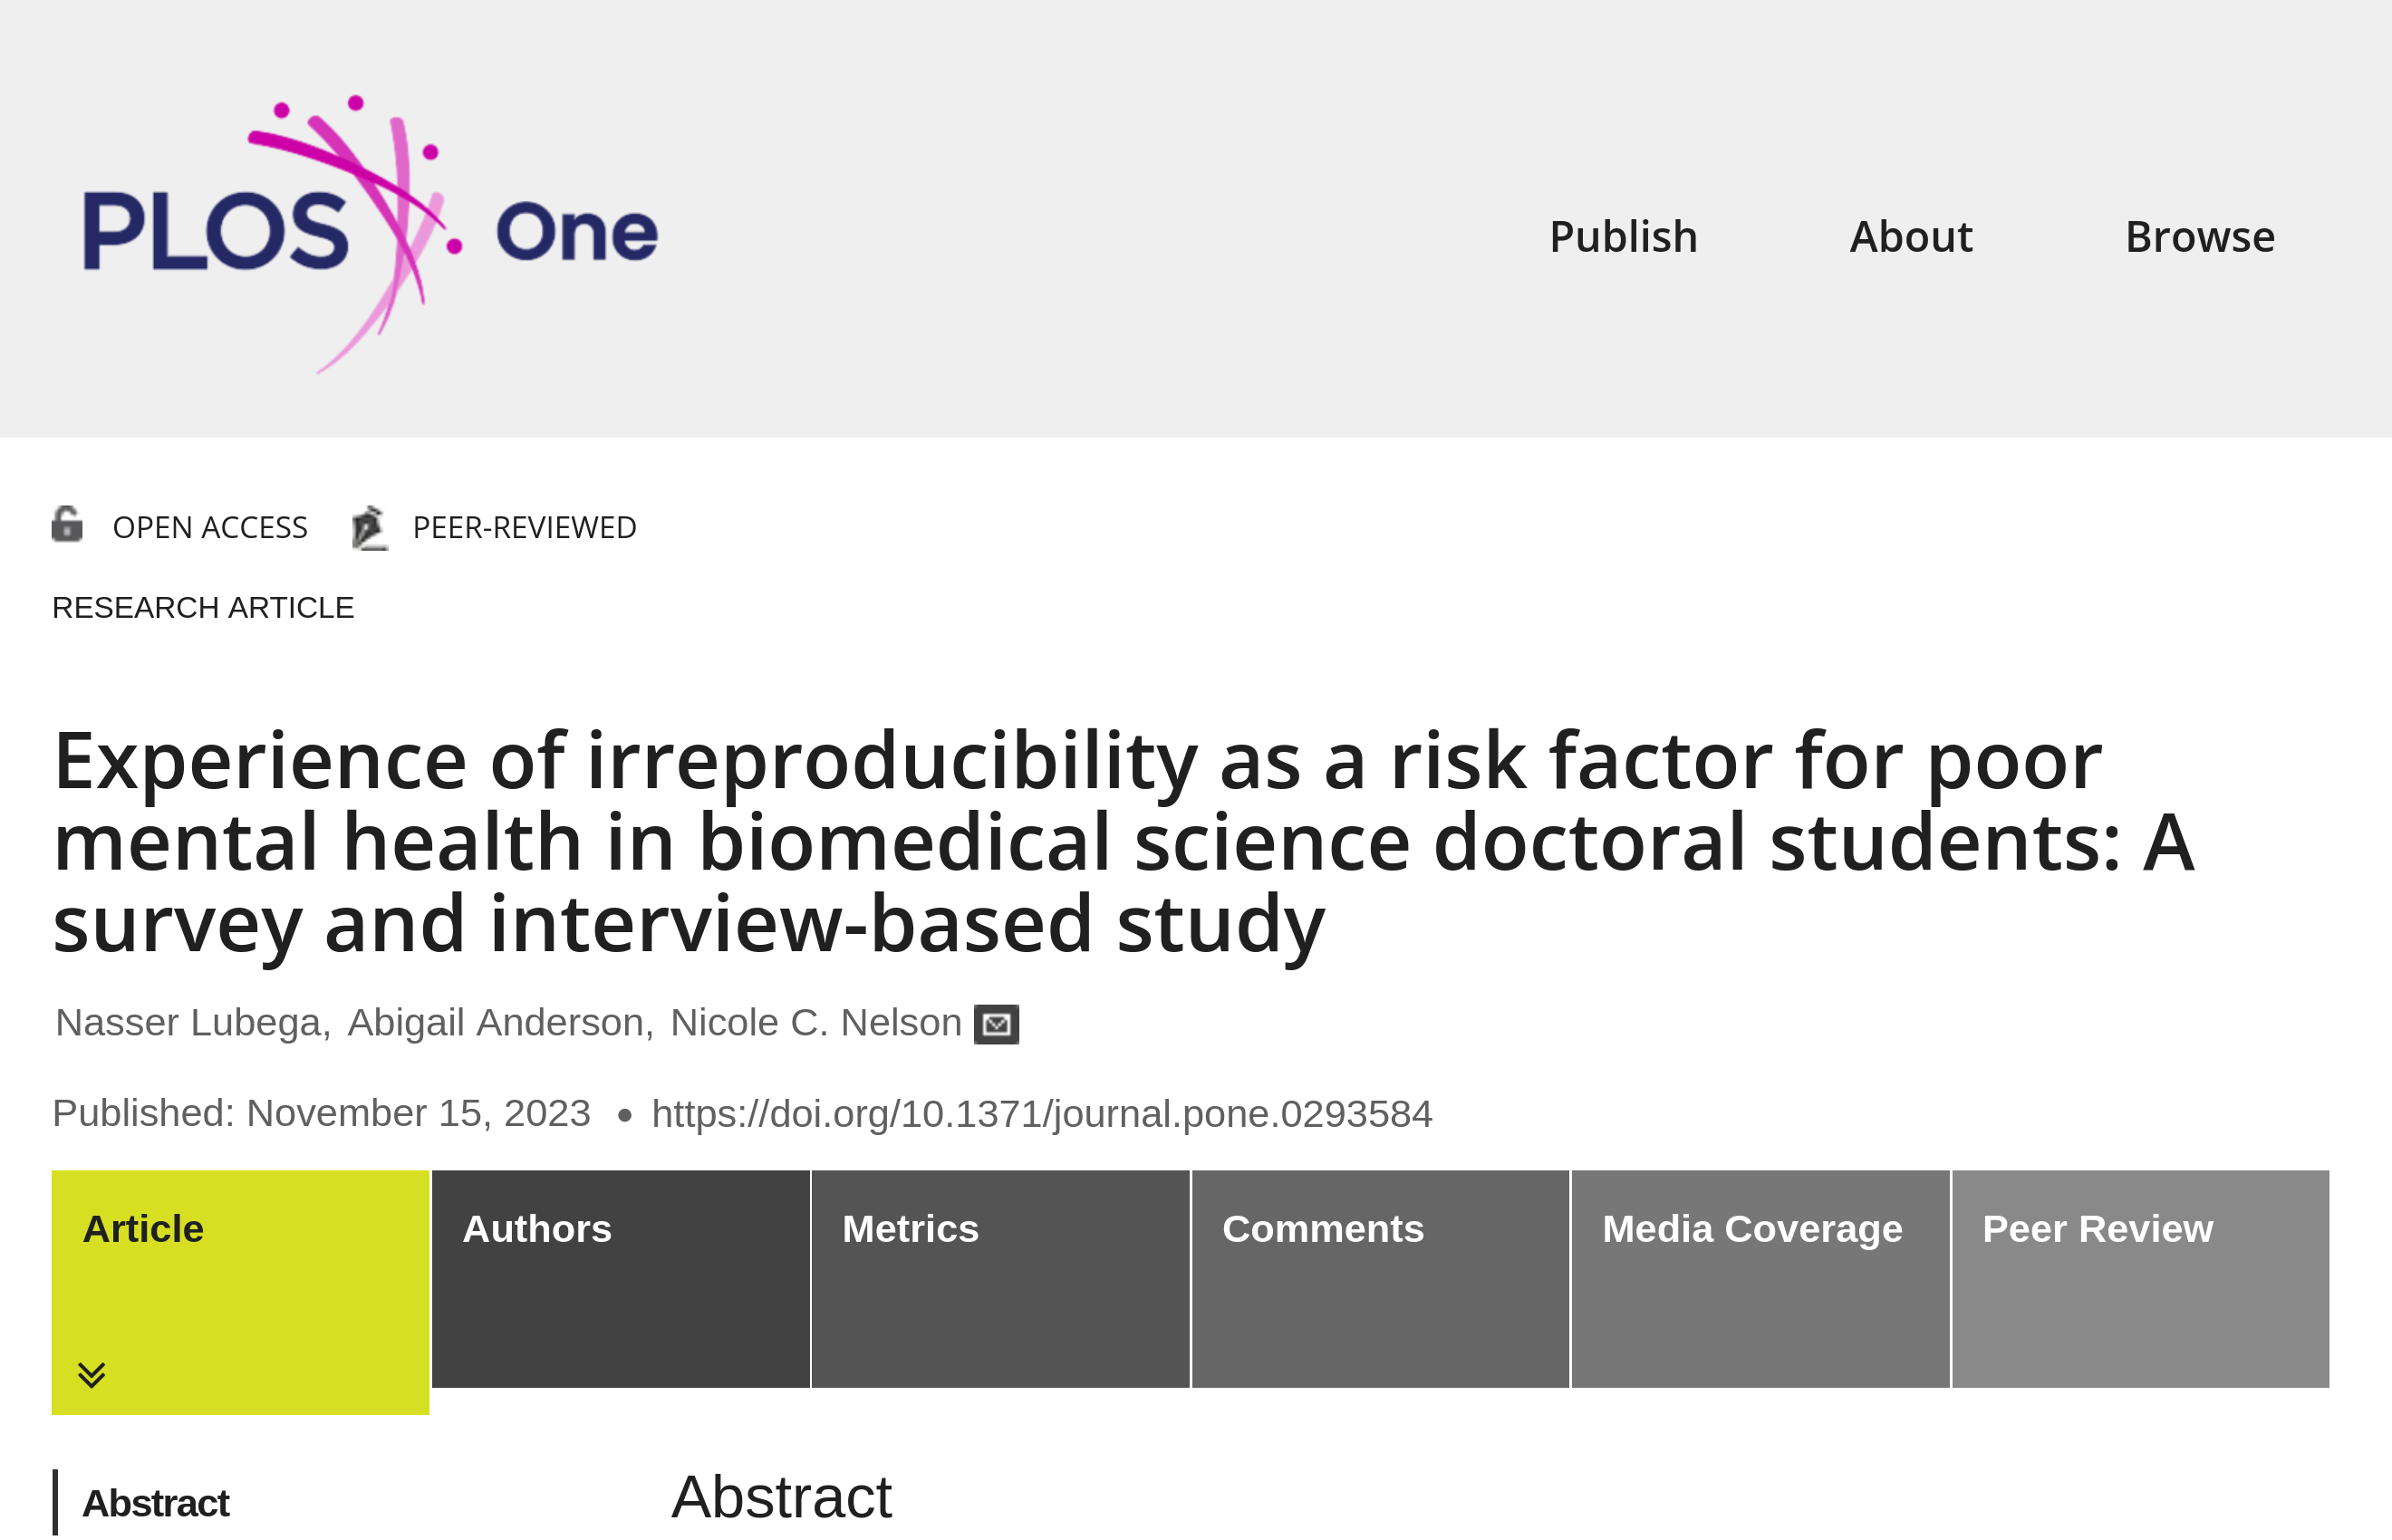 PLOS One
Publish About Browse
OPEN ACCESS PEER-REVIEWED
RESEARCH ARTICLE
Experience of irreproducibility as a risk factor for poor
mental health in biomedical science doctoral students: A
survey and interview-based study
Nasser Lubega, Abigail Anderson, Nicole C. Nelson
Published: November 15, 2023 • https://doi.org/10.1371/journal.pone.0293584
Article Authors Metrics Comments Media Coverage Peer Review
Abstract
Abstract